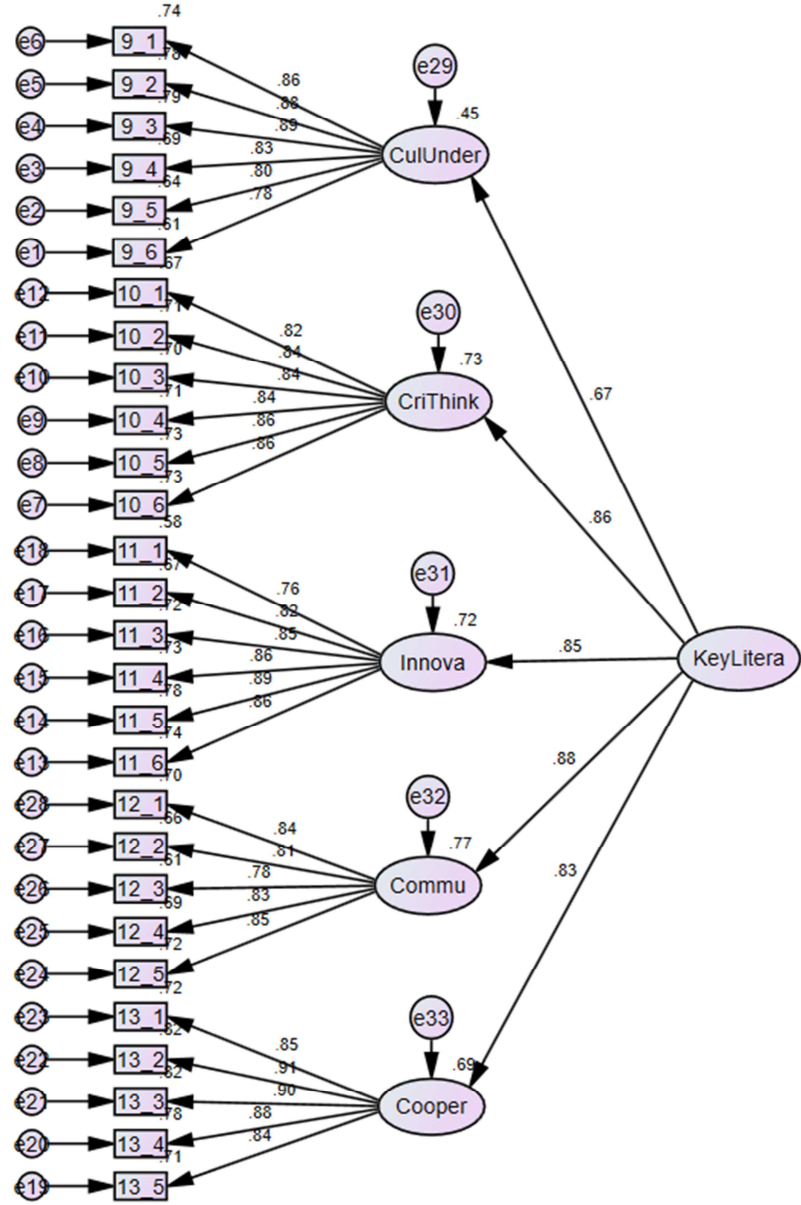 .74
e6 9_1
.78
e5 9_2 .86 e29
.79 .88
e4 9_3 .89 .45
.69
e3 9_4 .83 CulUnder
.64 .80
e2 9_5 .78
.61
e1 9_6
.67
e12 10_1
.71
e11 10_2 .82 e30
.70 .84
e10 10_3 .84 .73
.71
e9 10_4 .84 CriThink .67
.73 .86
e8 10_5 .86
.73
e7 10_6 .86
.58
e18 11_1
.67
e17 11_2 .76 e31
.72 .82
e16 11_3 .85 .72
.73
e15 11_4 .86 Innova .85 KeyLitera
.78 .89
e14 11_5 .86
.74
e13 11_6
.70
e28 12_1 .88
.66
e27 12_2 .84 e32
.61 .81
e26 12_3 .78 .77
.69
e25 12_4 .83 Commu .83
.72 .85
e24 12_5
.72
e23 13_1
.82
e22 13_2 .85 e33
.82 .91
e21 13_3 .90 .69
.78
e20 13_4 .88 Cooper
.71 .84
e19 13_5